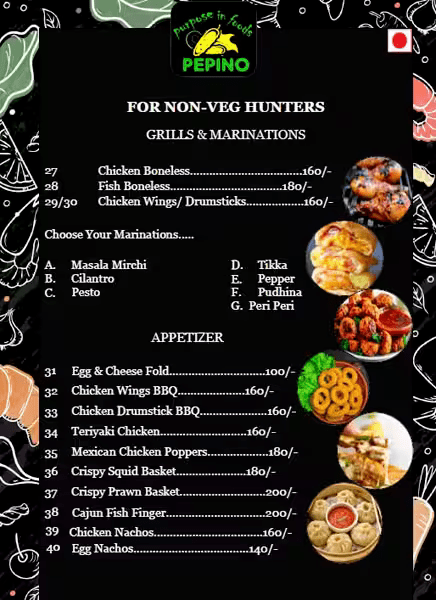 purpose in foods
PEPINO
FOR NON-VEG HUNTERS
GRILLS & MARINATIONS
27 Chicken Boneless....................................160/-
28 Fish Boneless....................................180/-
29/30 Chicken Wings/ Drumsticks...................160/-
Choose Your Marinations.....
A. Masala Mirchi D. Tikka
B. Cilantro E. Pepper
C. Pesto F. Pudhina
G. Peri Peri
APPETIZER
31 Egg & Cheese Fold...............................100/-
32 Chicken Wings BBQ......................160/-
33 Chicken Drumstick BBQ......................160/-
34 Teriyaki Chicken............................160/-
35 Mexican Chicken Poppers....................180/-
36 Crispy Squid Basket.......................180/-
37 Crispy Prawn Basket............................200/-
38 Cajun Fish Finger................................200/-
39 Chicken Nachos...................................160/-
40 Egg Nachos.....................................140/-